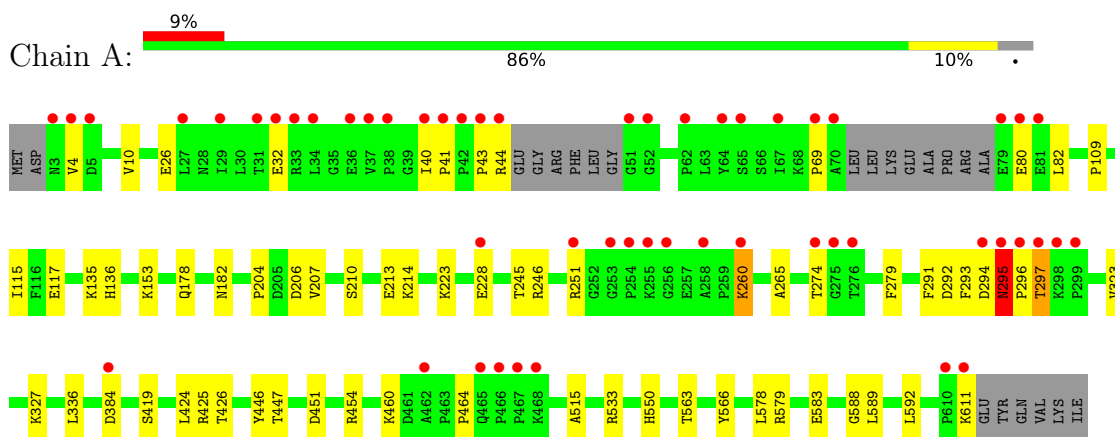 9%
Chain A:
86% 10% •
MET ASP N3 V4 D5 V10 E26 L27 N28 I29 L30 T31 E32 R33 L34 G35 E36 V37 P38 G39 I40 P41 P42 P43 R44 GLU GLY ARG PHE LEU GLY G51 G52 P62 L63 Y64 S65 S66 I67 K68 P69 A70 LEU LEU LYS GLU ALA PRO ARG ALA E79 E80 E81 L82 P109
I115 F116 E117 K135 H136 K153 Q178 N182 P204 D205 D206 V207 S210 E213 K214 K223 E228 T245 R246 R251 G252 G253 P254 K255 G256 E257 A258 P259 K260 A265 T274 G275 T276 F279 F291 D292 F293 D294 N295 P296 T297 K298 P299
K327 L336 D384 S419 L424 R425 T426 Y446 T447 D451 R454 K460 D461 A462 P463 P464 Q465 P466 P467 K468 A515 R533 H550 T563 Y566 L578 R579 E583 G588 L589 L592 P610 K611 GLU TYR GLN VAL LYS ILE